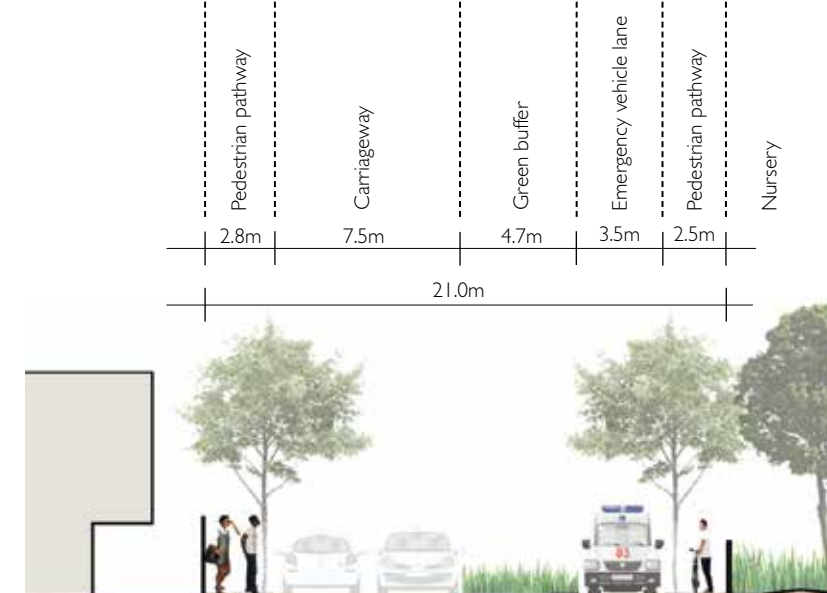 Pedestrian pathway
Carriageway
Green buffer
Emergency vehicle lane
Pedestrian pathway
Nursery
2.8m
7.5m
4.7m
3.5m
2.5m
21.0m
03